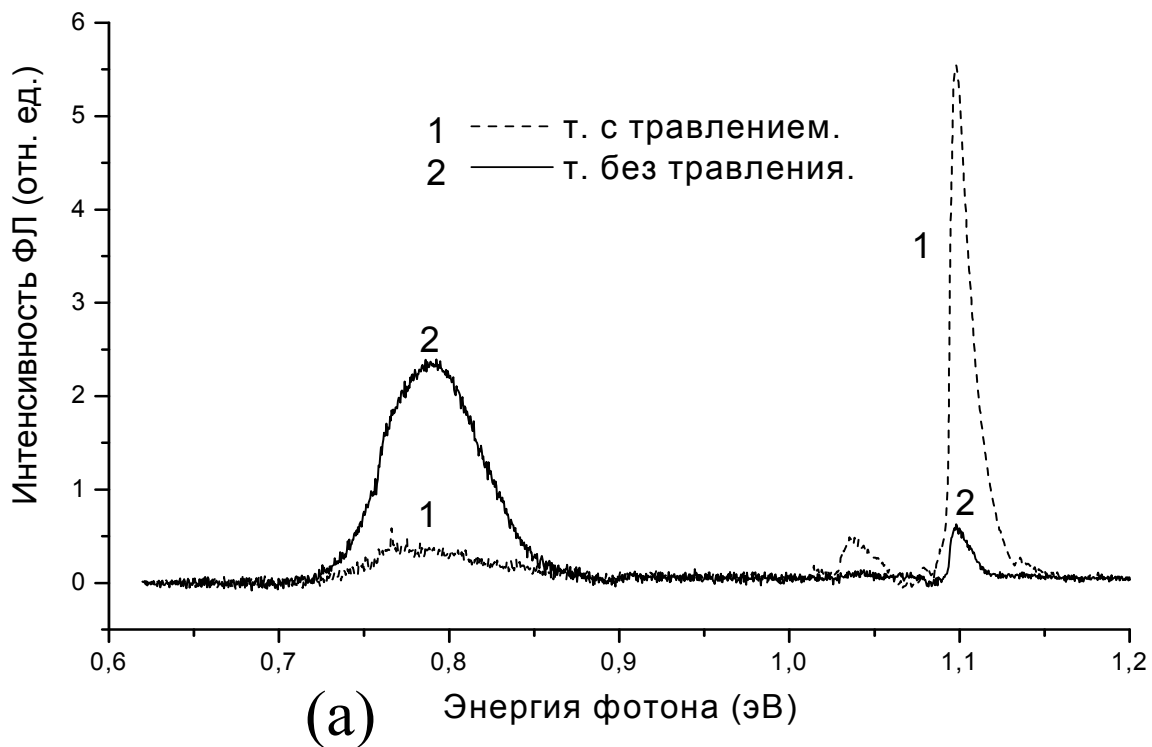 Интенсивность ФЛ (отн. ед.)
6
5
4
3
2
1
0
1 т. с травлением.
2 т. без травления.
1
2
2
1
0,6 0,7 0,8 0,9 1,0 1,1 1,2
(а) Энергия фотона (эВ)